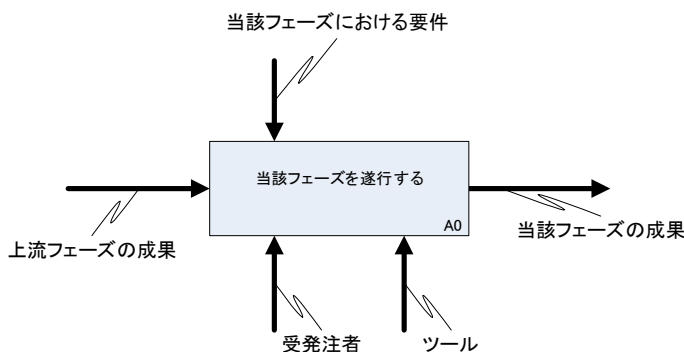 当該フェーズにおける要件
当該フェーズを遂行する
A0
上流フェーズの成果
当該フェーズの成果
受発注者
ツール